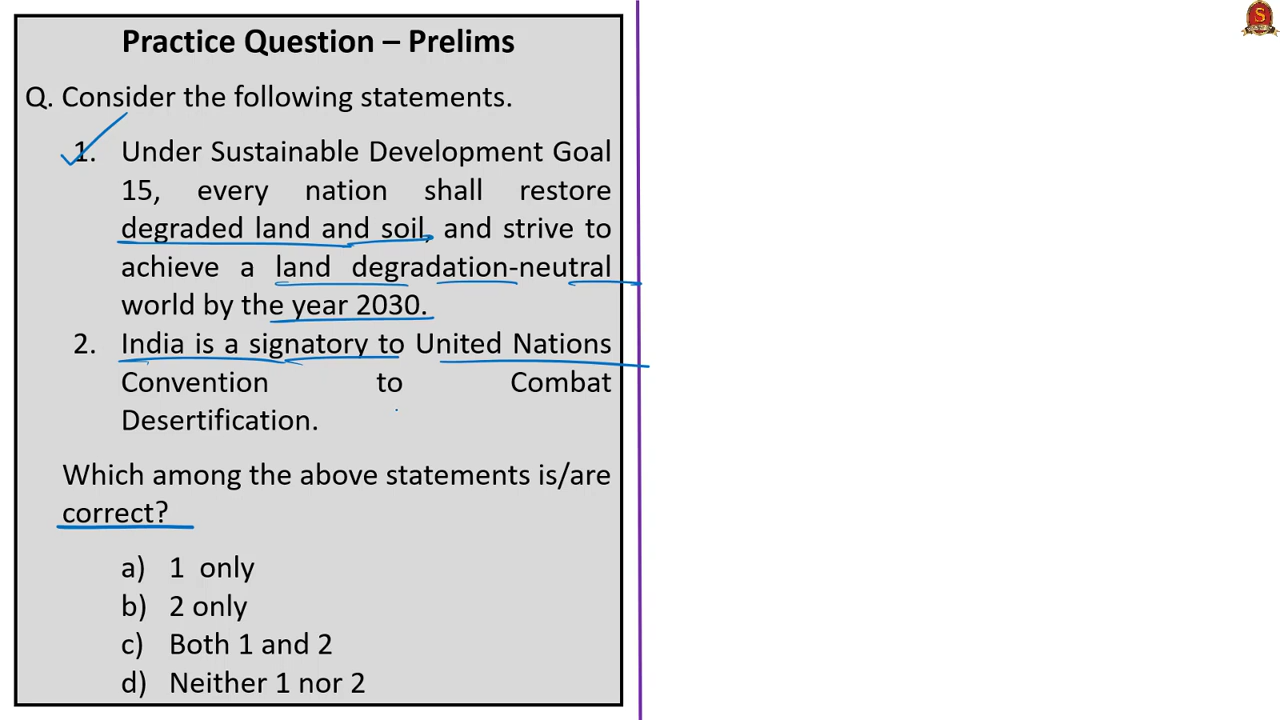 Practice Question – Prelims
Q. Consider the following statements.
1. Under Sustainable Development Goal
15, every nation shall restore
degraded land and soil, and strive to
achieve a land degradation-neutral
world by the year 2030.
2. India is a signatory to United Nations
Convention to Combat
Desertification.
Which among the above statements is/are
correct?
a) 1 only
b) 2 only
c) Both 1 and 2
d) Neither 1 nor 2
S